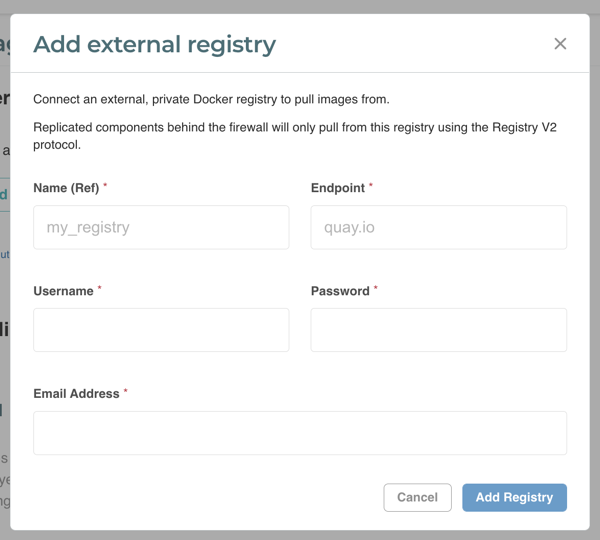 Add external registry
Connect an external, private Docker registry to pull images from.
Replicated components behind the firewall will only pull from this registry using the Registry V2
protocol.
Name (Ref) *
Endpoint *
my_registry
quay.io
Username *
Password *
Email Address *
Cancel
Add Registry